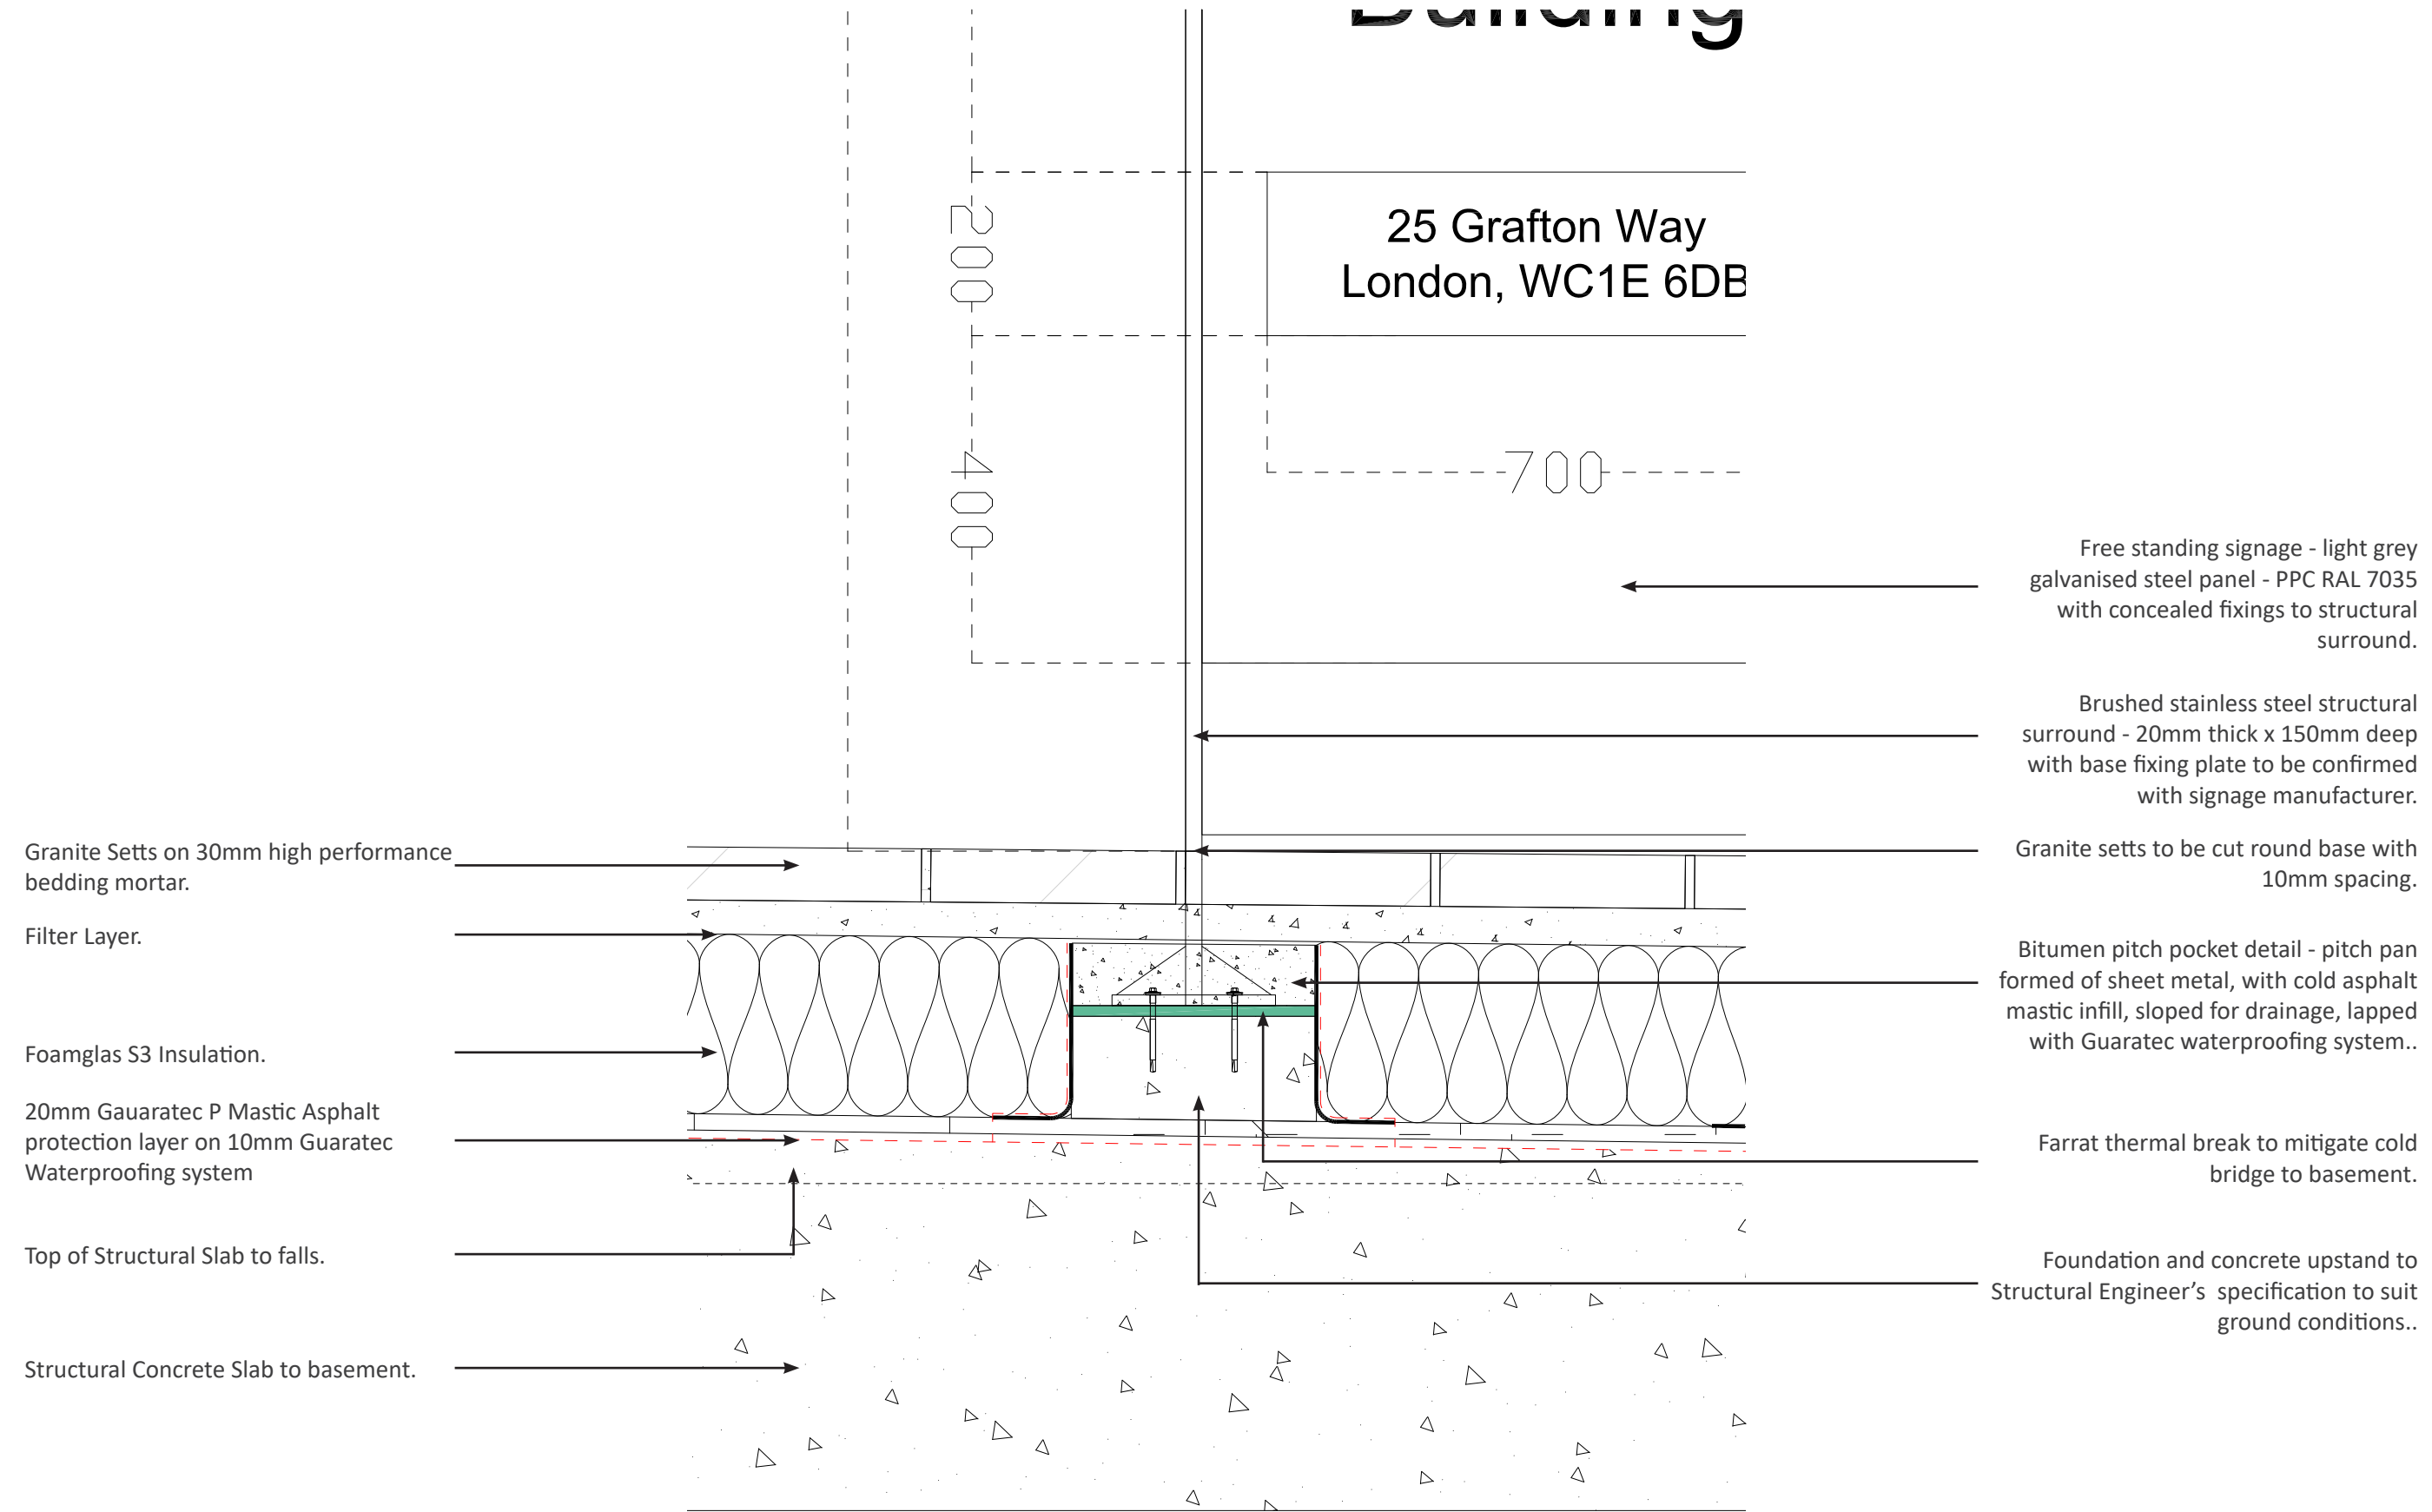 Building
25 Grafton Way
London, WC1E 6DB
200
400
700
Granite Setts on 30mm high performance
bedding mortar.
Filter Layer.
Foamglas S3 Insulation.
20mm Gauaratec P Mastic Asphalt
protection layer on 10mm Guaratec
Waterproofing system
Top of Structural Slab to falls.
Structural Concrete Slab to basement.
Free standing signage - light grey
galvanised steel panel - PPC RAL 7035
with concealed fixings to structural
surround.
Brushed stainless steel structural
surround - 20mm thick x 150mm deep
with base fixing plate to be confirmed
with signage manufacturer.
Granite setts to be cut round base with
10mm spacing.
Bitumen pitch pocket detail - pitch pan
formed of sheet metal, with cold asphalt
mastic infill, sloped for drainage, lapped
with Guaratec waterproofing system..
Farrat thermal break to mitigate cold
bridge to basement.
Foundation and concrete upstand to
Structural Engineer’s  specification to suit
ground conditions..